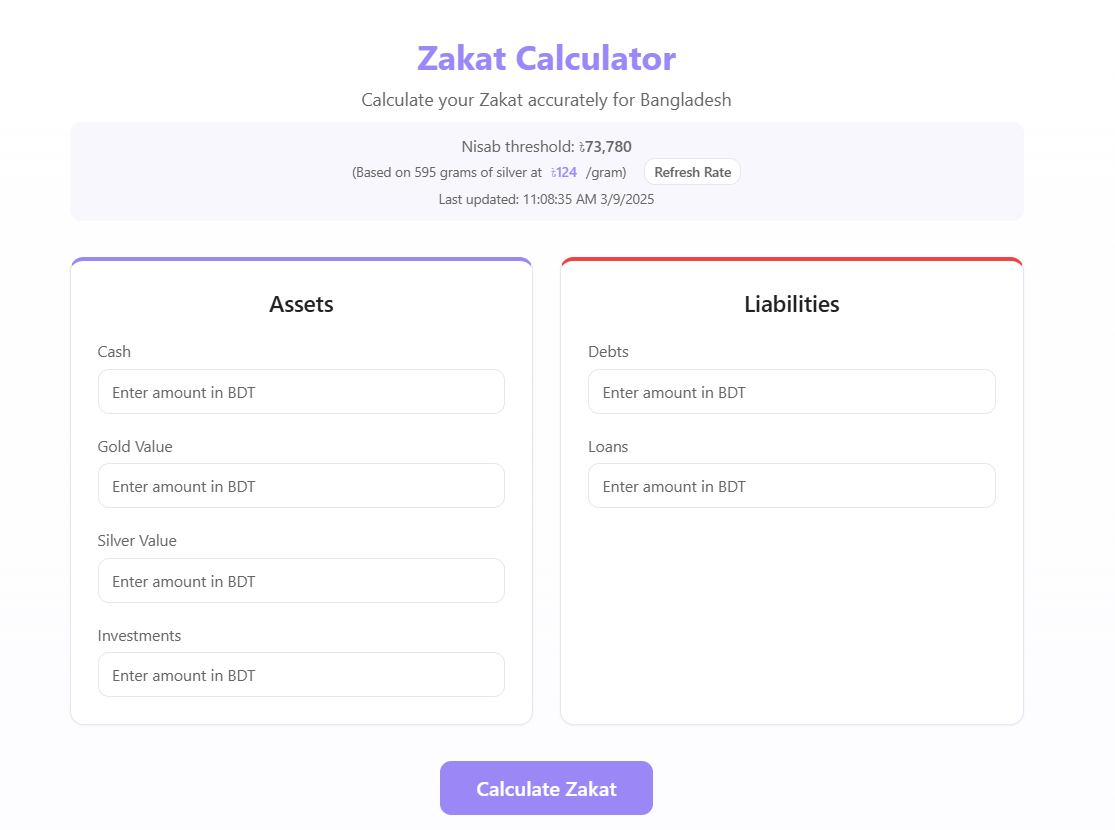 Zakat Calculator
Calculate your Zakat accurately for Bangladesh
Nisab threshold: ৳73,780
(Based on 595 grams of silver at ৳124 /gram) Refresh Rate
Last updated: 11:08:35 AM 3/9/2025
Assets
Cash
Enter amount in BDT
Gold Value
Enter amount in BDT
Silver Value
Enter amount in BDT
Investments
Enter amount in BDT
Liabilities
Debts
Enter amount in BDT
Loans
Enter amount in BDT
Calculate Zakat